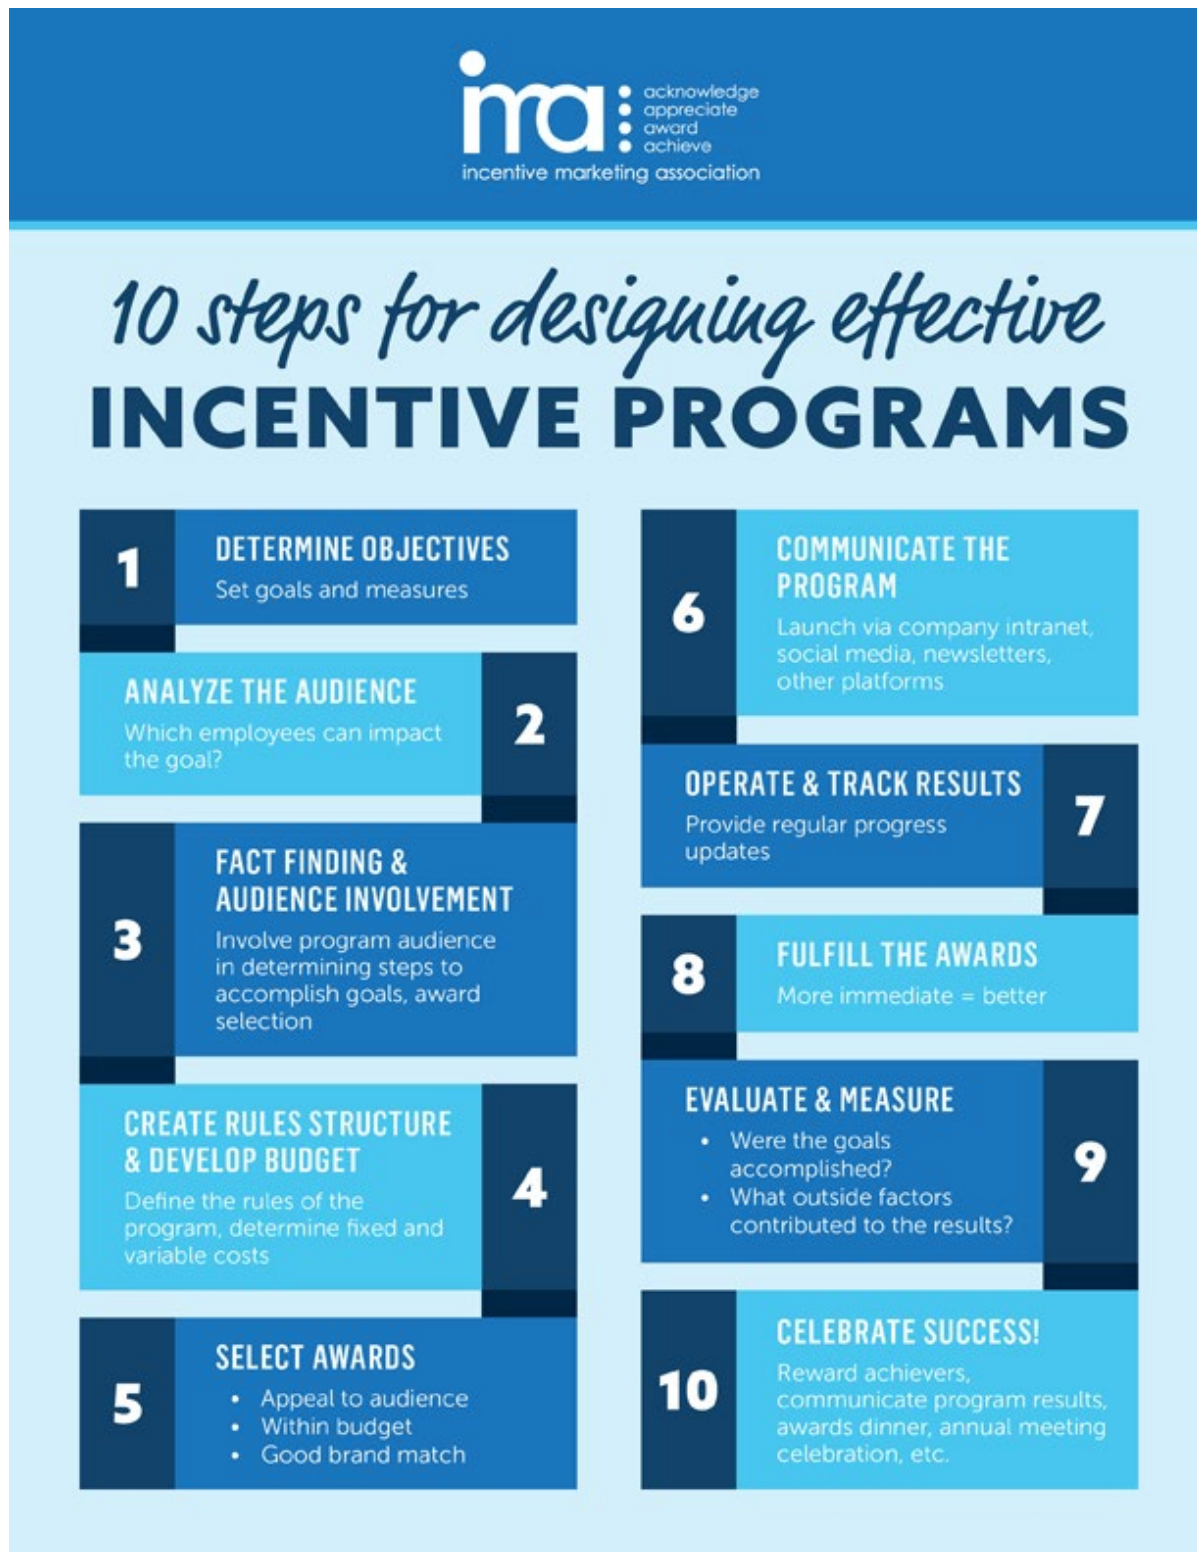 ima
acknowledge
appreciate
award
achieve
incentive marketing association
10 steps for designing effective
INCENTIVE PROGRAMS
1
DETERMINE OBJECTIVES
Set goals and measures
ANALYZE THE AUDIENCE
Which employees can impact
the goal?
2
3
FACT FINDING &
AUDIENCE INVOLVEMENT
Involve program audience
in determining steps to
accomplish goals, award
selection
CREATE RULES STRUCTURE
& DEVELOP BUDGET
Define the rules of the
program, determine fixed and
variable costs
4
5
SELECT AWARDS
• Appeal to audience
• Within budget
• Good brand match
6
COMMUNICATE THE
PROGRAM
Launch via company intranet,
social media, newsletters,
other platforms
OPERATE & TRACK RESULTS
Provide regular progress
updates
7
8
FULFILL THE AWARDS
More immediate = better
EVALUATE & MEASURE
• Were the goals
accomplished?
• What outside factors
contributed to the results?
9
10
CELEBRATE SUCCESS!
Reward achievers,
communicate program results,
awards dinner, annual meeting
celebration, etc.